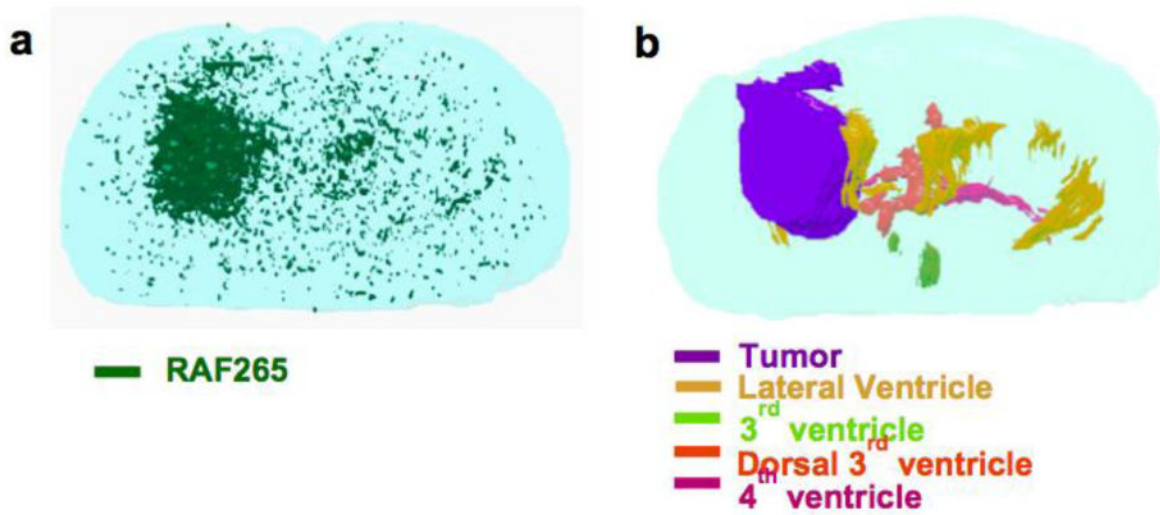 a
b
RAF265
Tumor
Lateral Ventricle
3rd ventricle
Dorsal 3rd ventricle
4th ventricle